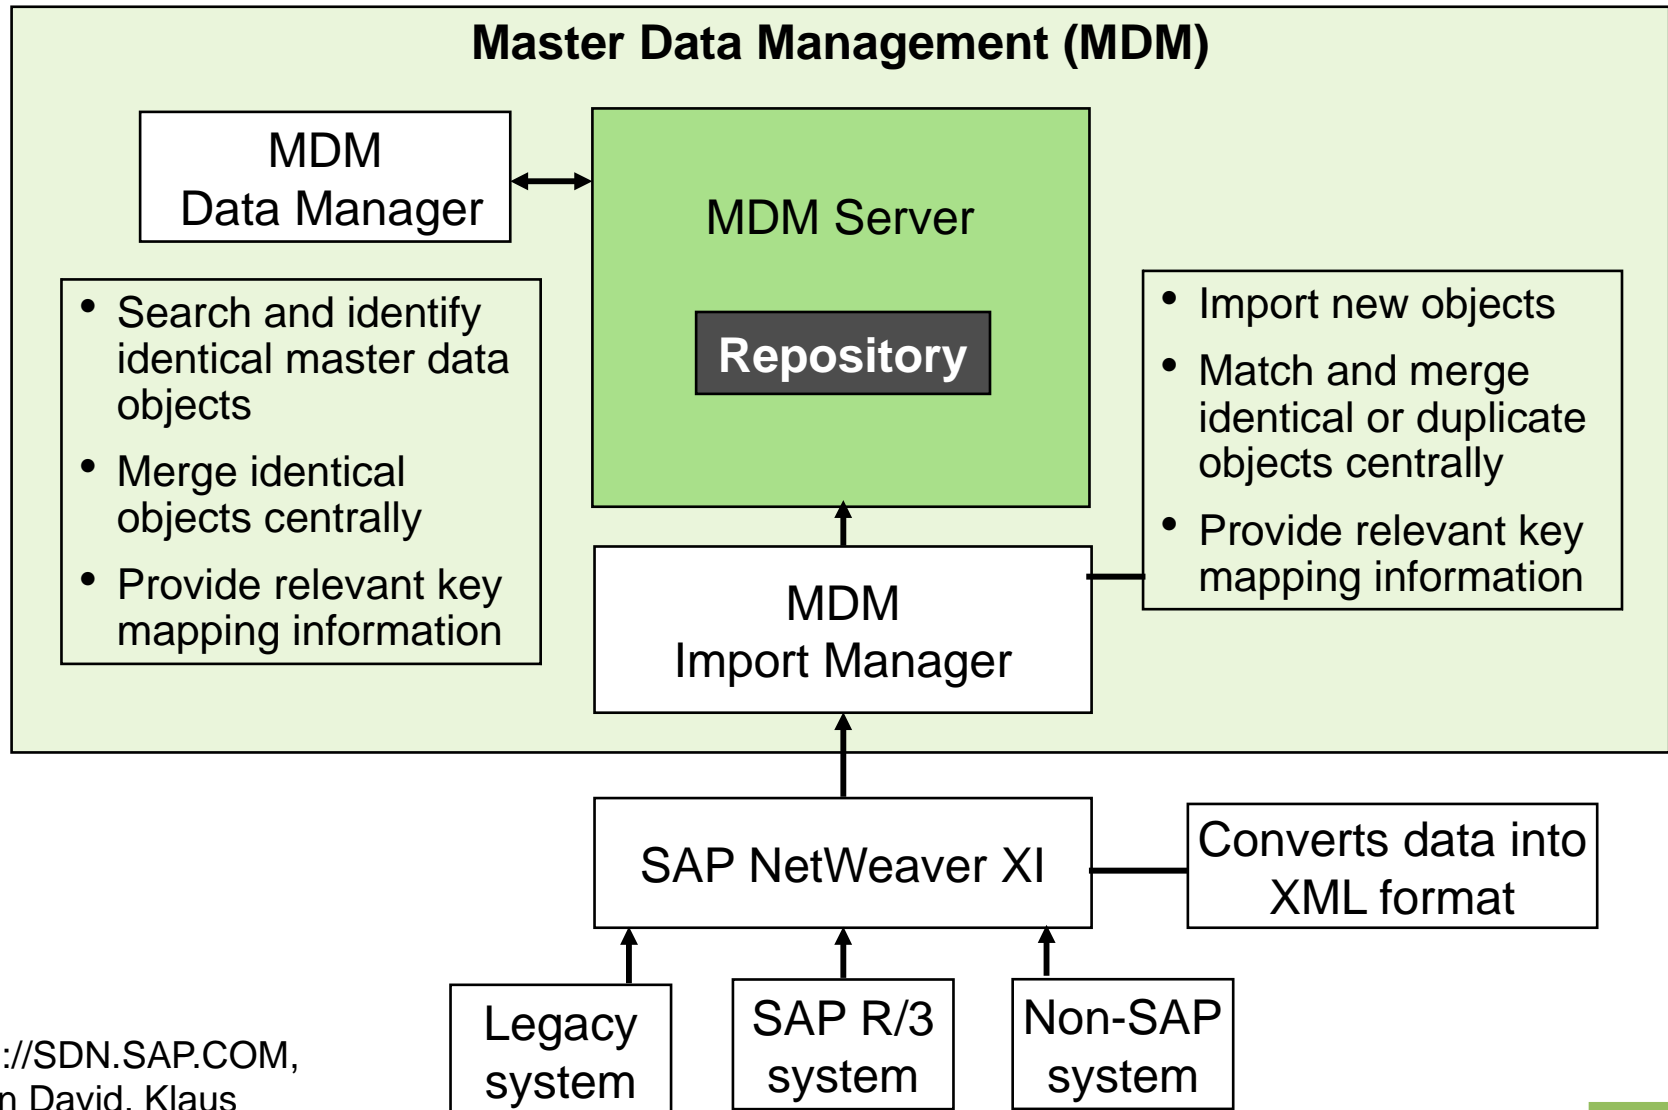 Master Data Management (MDM)
MDM
Data Manager
MDM Server
Repository
• Search and identify
identical master data
objects
• Merge identical
objects centrally
• Provide relevant key
mapping information
• Import new objects
• Match and merge
identical or duplicate
objects centrally
• Provide relevant key
mapping information
MDM
Import Manager
SAP NetWeaver XI
Converts data into
XML format
Legacy
system
SAP R/3
system
Non-SAP
system
://SDN.SAP.COM,
n David, Klaus